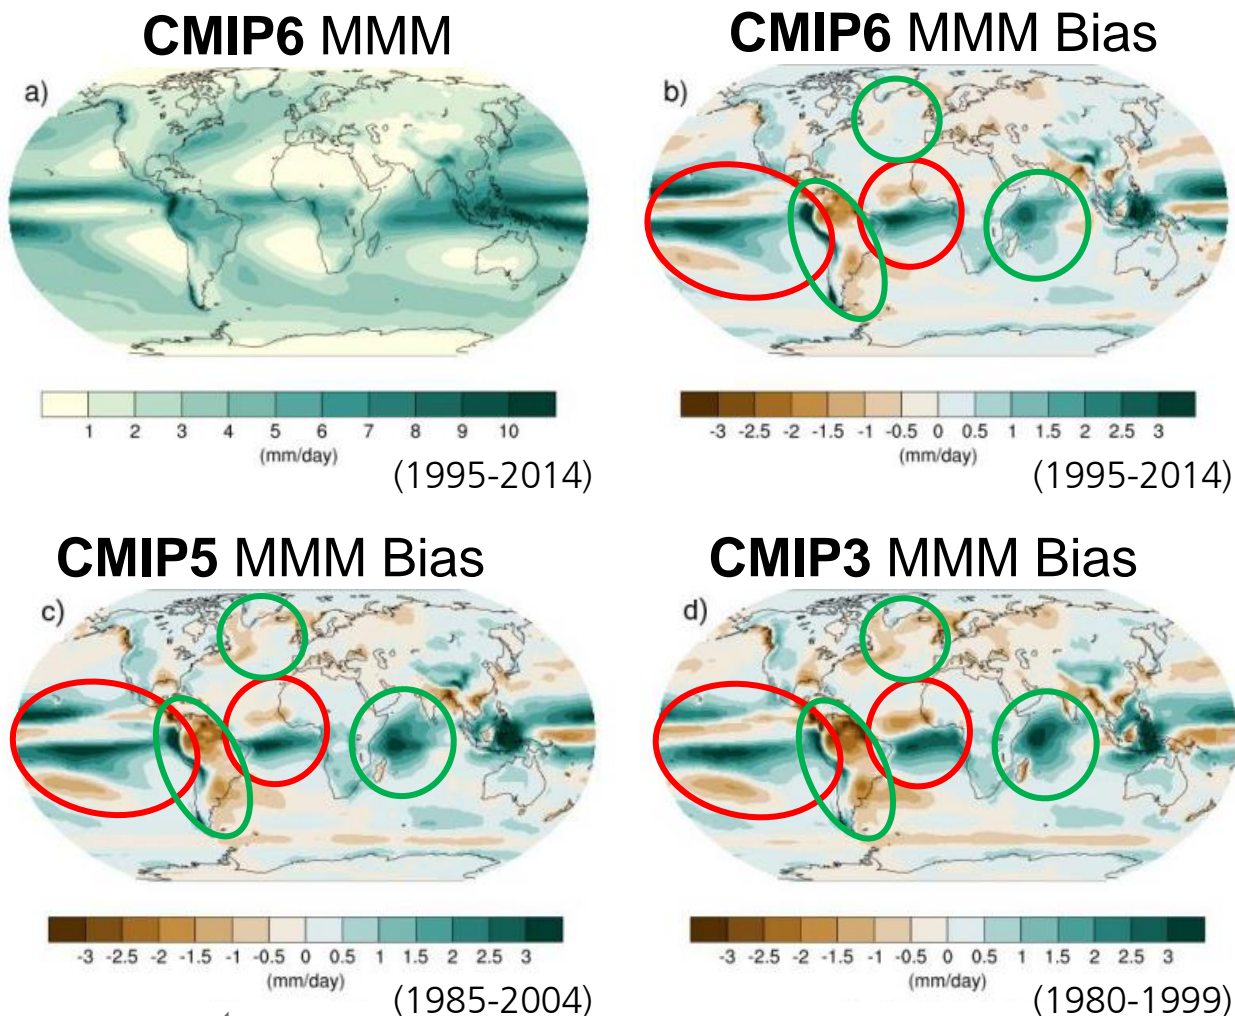 CMIP6 MMM
CMIP6 MMM Bias
a)
b)
1 2 3 4 5 6 7 8 9 10
(mm/day)
(1995-2014)
-3 -2.5 -2 -1.5 -1 -0.5 0 0.5 1 1.5 2 2.5 3
(mm/day)
(1995-2014)
CMIP5 MMM Bias
CMIP3 MMM Bias
c)
d)
-3 -2.5 -2 -1.5 -1 -0.5 0 0.5 1 1.5 2 2.5 3
(mm/day)
(1985-2004)
-3 -2.5 -2 -1.5 -1 -0.5 0 0.5 1 1.5 2 2.5 3
(mm/day)
(1980-1999)